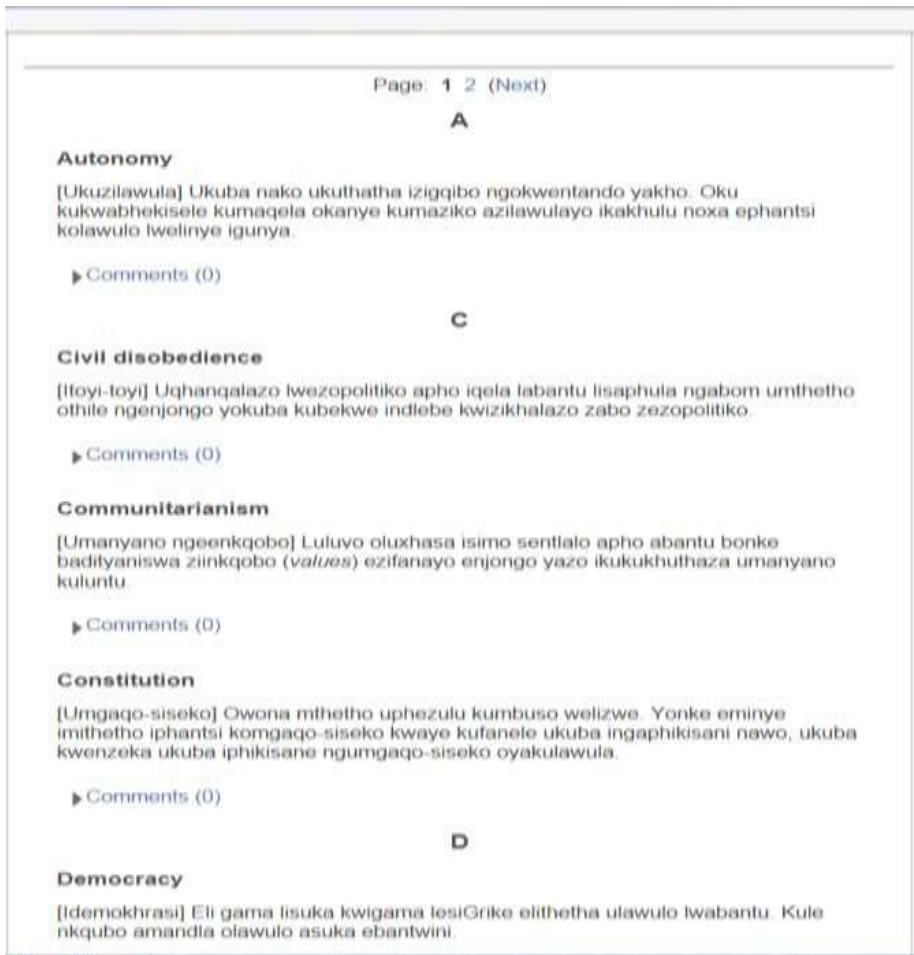 Page: 1 2 (Next)
A
Autonomy
[Ukuzilawula] Ukuba nako ukuthatha izigqibo ngokwentando yakho. Oku
kukwabhekisele kumaqela okanye kumaziko azilawulayo ikakhulu noxa ephantsi
kolawulo lwelinye igunya.
Comments (0)
C
Civil disobedience
[Itoyi-toyi] Uqhanqalazo lwezopolitiko apho iqela labantu lisaphula ngabom umthetho
othile ngenjongo yokuba kubekwe indlebe kwizikhalazo zabo zezopolitiko.
Comments (0)
Communitarianism
[Umanyano ngeenkqobo] Luluvo oluxhasa isimo sentlalo apho abantu bonke
badityaniswa ziinkqobo (values) ezifanayo enjongo yazo ikukukhuthaza umanyano
kuluntu.
Comments (0)
Constitution
[Umgaqo-siseko] Owona mthetho uphezulu kumbuso welizwe. Yonke eminye
imithetho iphantsi komgaqo-siseko kwaye kufanele ukuba ingaphikisani nawo, ukuba
kwenzeka ukuba iphikisane ngumgaqo-siseko oyakulawula.
Comments (0)
D
Democracy
[Idemokhrasi] Eli gama lisuka kwigama lesiGrike elithetha ulawulo lwabantu. Kule
nkqubo amandla olawulo asuka ebantwini.